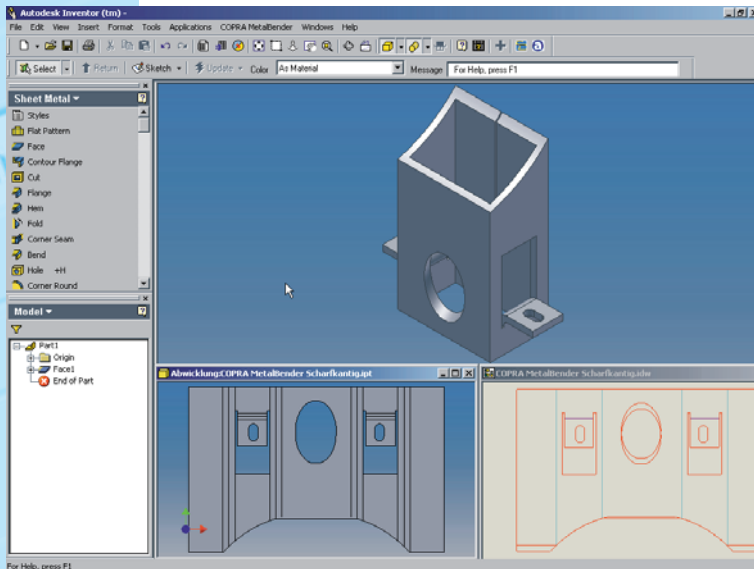 Autodesk Inventor (tm) -
File Edit View Insert Format Tools Applications COPRA MetalBender Windows Help
Select Return Sketch Update Color As Material Message For Help, press F1
Sheet Metal
Styles
Flat Pattern
Face
Contour Flange
Cut
Flange
Hem
Fold
Corner Seam
Bend
Hole +H
Corner Round
Model
Part1
Origin
Face1
End of Part
Abwicklung:COPRA MetalBender Scharfkantig.ipt
COPRA MetalBender Scharfkantig.idw
For Help, press F1